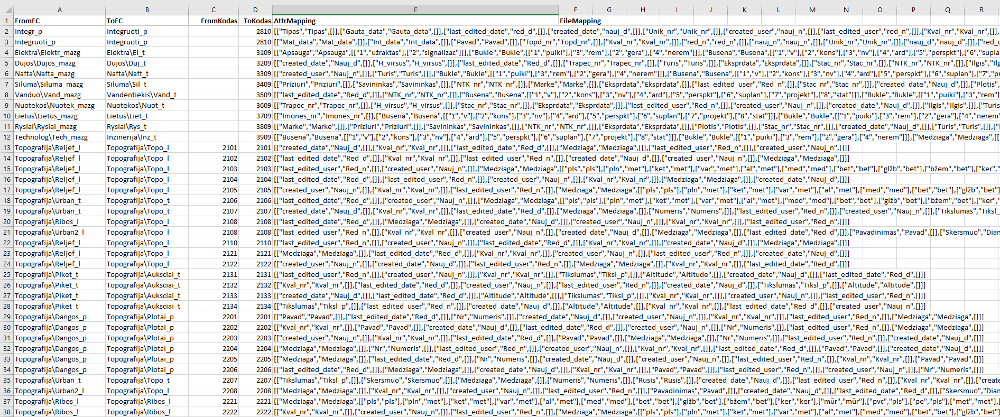 A B C D E F G H I J K L M N O P Q R
1 FromFC ToFC FromKodas ToKodas AttrMapping FileMapping
2 Integr_p Integruoti_p 2810 [["Tipas","Tipas",[]],["Gauta_data","Gauta_data",[]],["last_edited_date","red_d",[]],["created_date","nauj_d",[]],["Unik_nr","Unik_nr",[]],["created_user","nauj_n",[]],["last_edited_user","red_n",[]],["Kval_nr","Kval_nr",[]],
3 Integruoti_p Integruoti_p 2810 [["Mat_data","Mat_data",[]],["Int_data","Int_data",[]],["Pavad","Pavad",[]],["Topd_nr","Topd_nr",[]],["Kval_nr","Kval_nr",[]],["red_n","red_n",[]],["nauj_n","nauj_n",[]],["Unik_nr","Unik_nr",[]],["nauj_d","nauj_d",[]],["red_d
4 Elektra\Elektr_mazg Elektra\El_t 3109 [["Apsauga","Apsauga",[["1","užraktas"],["2","signalizac"]]],["Bukle","Bukle",[["1","puiki"],["3","rem"],["2","gera"],["4","nerem"]]],["Busena","Busena",[["1","v"],["2","kons"],["3","nv"],["4","ard"],["5","perspkt"],["6","supla
5 Dujos\Dujos_mazg Dujos\Duj_t 3209 [["created_date","Nauj_d",[]],["H_virsus","H_virsus",[]],["last_edited_date","Red_d",[]],["Trapec_nr","Trapec_nr",[]],["Turis","Turis",[]],["Eksprdata","Eksprdata",[]],["Stac_nr","Stac_nr",[]],["NTK_nr","NTK_nr",[]],["Ilgis","Ilg
6 Nafta\Nafta_mazg Nafta\Naft_t 3309 [["created_user","Nauj_n",[]],["Turis","Turis",[]],["Bukle","Bukle",[["1","puiki"],["3","rem"],["2","gera"],["4","nerem"]]],["Busena","Busena",[["1","v"],["2","kons"],["3","nv"],["4","ard"],["5","perspkt"],["6","suplan"],["7","pr
7 Siluma\Siluma_mazg Siluma\Sil_t 3409 [["Priziuri","Priziuri",[]],["Savininkas","Savininkas",[]],["NTK_nr","NTK_nr",[]],["Marke","Marke",[]],["Eksprdata","Eksprdata",[]],["last_edited_user","Red_n",[]],["Stac_nr","Stac_nr",[]],["created_date","Nauj_d",[]],["Plotis",
8 Vanduo\Vand_mazg Vandentiekis\Vand_t 3509 [["last_edited_date","Red_d",[]],["NTK_nr","NTK_nr",[]],["Busena","Busena",[["1","v"],["2","kons"],["3","nv"],["4","ard"],["5","perspkt"],["6","suplan"],["7","projekt"],["8","stat"]]],["Bukle","Bukle",[["1","puiki"],["3","rem"]
9 Nuotekos\Nuotek_mazg Nuotekos\Nuot_t 3609 [["Trapec_nr","Trapec_nr",[]],["H_virsus","H_virsus",[]],["Stac_nr","Stac_nr",[]],["Eksprdata","Eksprdata",[]],["last_edited_user","Red_n",[]],["created_user","Nauj_n",[]],["created_date","Nauj_d",[]],["Ilgis","Ilgis",[]],["Turis
10 Lietus\Lietus_mazg Lietus\Liet_t 3709 [["Imones_nr","Imones_nr",[]],["Busena","Busena",[["1","v"],["2","kons"],["3","nv"],["4","ard"],["5","perspkt"],["6","suplan"],["7","projekt"],["8","stat"]]],["Bukle","Bukle",[["1","puiki"],["3","rem"],["2","gera"],["4","nerem"
11 Rysiai\Rysiai_mazg Rysiai\Rys_t 3809 [["Marke","Marke",[]],["Priziuri","Priziuri",[]],["Savininkas","Savininkas",[]],["NTK_nr","NTK_nr",[]],["Eksprdata","Eksprdata",[]],["Plotis","Plotis",[]],["Stac_nr","Stac_nr",[]],["created_date","Nauj_d",[]],["Turis","Turis",[]],["
12 Technolog\Tech_mazg Inzinerija\Inz_t 3909 [["Busena","Busena",[["1","v"],["2","kons"],["3","nv"],["4","ard"],["5","perspkt"],["6","suplan"],["7","projekt"],["8","stat"]]],["Bukle","Bukle",[["1","puiki"],["3","rem"],["2","gera"],["4","nerem"]]],["Medziaga","Medziaga",[[
13 Topografija\Reljef_l Topografija\Topo_l 2101 2101 [["created_date","Nauj_d",[]],["Kval_nr","Kval_nr",[]],["last_edited_date","Red_d",[]],["Medziaga","Medziaga",[]],["last_edited_user","Red_n",[]],["created_user","Nauj_n",[]]]
14 Topografija\Reljef_l Topografija\Topo_l 2102 2102 [["last_edited_date","Red_d",[]],["Kval_nr","Kval_nr",[]],["last_edited_user","Red_n",[]],["created_date","Nauj_d",[]],["created_user","Nauj_n",[]],["Medziaga","Medziaga",[]]]
15 Topografija\Reljef_l Topografija\Topo_l 2103 2103 [["last_edited_user","Red_n",[]],["created_user","Nauj_n",[]],["Medziaga","Medziaga",[["pls","pls"],["pln","met"],["ket","met"],["var","met"],["al","met"],["med","med"],["bet","bet"],["glžb","bet"],["bžem","bet"],["ker","
16 Topografija\Reljef_l Topografija\Topo_l 2104 2104 [["last_edited_date","Red_d",[]],["last_edited_user","Red_n",[]],["created_user","Nauj_n",[]],["Kval_nr","Kval_nr",[]],["Medziaga","Medziaga",[]],["created_date","Nauj_d",[]]]
17 Topografija\Reljef_l Topografija\Topo_l 2105 2105 [["created_user","Nauj_n",[]],["Kval_nr","Kval_nr",[]],["last_edited_user","Red_n",[]],["Medziaga","Medziaga",[["pls","pls"],["pln","met"],["ket","met"],["var","met"],["al","met"],["med","med"],["bet","bet"],["glžb","bet"]
18 Topografija\Urban_t Topografija\Topo_t 2106 2106 [["last_edited_date","Red_d",[]],["created_user","Nauj_n",[]],["Medziaga","Medziaga",[["pls","pls"],["pln","met"],["ket","met"],["var","met"],["al","met"],["med","med"],["bet","bet"],["glžb","bet"],["bžem","bet"],["ker","
19 Topografija\Urban_t Topografija\Topo_t 2107 2107 [["created_date","Nauj_d",[]],["Kval_nr","Kval_nr",[]],["last_edited_date","Red_d",[]],["Medziaga","Medziaga",[]],["Numeris","Numeris",[]],["last_edited_user","Red_n",[]],["created_user","Nauj_n",[]],["Tikslumas","Tiksl_
20 Topografija\Ribos_l Topografija\Topo_l 2108 2108 [["last_edited_date","Red_d",[]],["Medziaga","Medziaga",[]],["created_date","Nauj_d",[]],["created_user","Nauj_n",[]],["Kval_nr","Kval_nr",[]],["last_edited_user","Red_n",[]]]
21 Topografija\Urban2_l Topografija\Topo_l 2108 2108 [["last_edited_user","Red_n",[]],["Kval_nr","Kval_nr",[]],["created_user","Nauj_n",[]],["created_date","Nauj_d",[]],["Medziaga","Medziaga",[]],["last_edited_date","Red_d",[]],["Pavadinimas","Pavad",[]],["Skersmuo","Diam
22 Topografija\Reljef_l Topografija\Topo_l 2110 2110 [["last_edited_user","Red_n",[]],["created_user","Nauj_n",[]],["last_edited_date","Red_d",[]],["Kval_nr","Kval_nr",[]],["created_date","Nauj_d",[]],["Medziaga","Medziaga",[]]]
23 Topografija\Reljef_l Topografija\Topo_l 2121 2121 [["Medziaga","Medziaga",[]],["last_edited_date","Red_d",[]],["Kval_nr","Kval_nr",[]],["created_user","Nauj_n",[]],["last_edited_user","Red_n",[]],["created_date","Nauj_d",[]]]
24 Topografija\Reljef_l Topografija\Topo_l 2122 2122 [["created_user","Nauj_n",[]],["created_date","Nauj_d",[]],["last_edited_user","Red_n",[]],["Medziaga","Medziaga",[]],["Kval_nr","Kval_nr",[]],["last_edited_date","Red_d",[]]]
25 Topografija\Piket_t Topografija\Auksciai_t 2131 2131 [["last_edited_user","Red_n",[]],["created_user","Nauj_n",[]],["Kval_nr","Kval_nr",[]],["Tikslumas","Tiksl_p",[]],["Altitude","Altitude",[]],["created_date","Nauj_d",[]],["last_edited_date","Red_d",[]]]
26 Topografija\Piket_t Topografija\Auksciai_t 2132 2132 [["Kval_nr","Kval_nr",[]],["last_edited_date","Red_d",[]],["created_user","Nauj_n",[]],["last_edited_user","Red_n",[]],["created_date","Nauj_d",[]],["Tikslumas","Tiksl_p",[]],["Altitude","Altitude",[]]]
27 Topografija\Piket_t Topografija\Auksciai_t 2133 2133 [["created_date","Nauj_d",[]],["last_edited_date","Red_d",[]],["Altitude","Altitude",[]],["Tikslumas","Tiksl_p",[]],["Kval_nr","Kval_nr",[]],["created_user","Nauj_n",[]],["last_edited_user","Red_n",[]]]
28 Topografija\Piket_t Topografija\Auksciai_t 2134 2134 [["Tikslumas","Tiksl_p",[]],["last_edited_user","Red_n",[]],["created_date","Nauj_d",[]],["Altitude","Altitude",[]],["Kval_nr","Kval_nr",[]],["last_edited_date","Red_d",[]],["created_user","Nauj_n",[]]]
29 Topografija\Dangos_p Topografija\Plotai_p 2201 2201 [["Pavad","Pavad",[]],["last_edited_date","Red_d",[]],["Nr","Numeris",[]],["created_date","Nauj_d",[]],["created_user","Nauj_n",[]],["Kval_nr","Kval_nr",[]],["last_edited_user","Red_n",[]],["Medziaga","Medziaga",[]]]
30 Topografija\Dangos_p Topografija\Plotai_p 2202 2202 [["Kval_nr","Kval_nr",[]],["Pavad","Pavad",[]],["created_date","Nauj_d",[]],["last_edited_date","Red_d",[]],["created_user","Nauj_n",[]],["Nr","Numeris",[]],["last_edited_user","Red_n",[]],["Medziaga","Medziaga",[]]]
31 Topografija\Dangos_p Topografija\Plotai_p 2203 2203 [["created_user","Nauj_n",[]],["Kval_nr","Kval_nr",[]],["last_edited_date","Red_d",[]],["Pavad","Pavad",[]],["Medziaga","Medziaga",[]],["Nr","Numeris",[]],["last_edited_user","Red_n",[]],["created_date","Nauj_d",[]]]
32 Topografija\Dangos_p Topografija\Plotai_p 2204 2204 [["Medziaga","Medziaga",[]],["Nr","Numeris",[]],["last_edited_user","Red_n",[]],["created_user","Nauj_n",[]],["Kval_nr","Kval_nr",[]],["last_edited_date","Red_d",[]],["Pavad","Pavad",[]],["created_date","Nauj_d",[]]]
33 Topografija\Dangos_p Topografija\Plotai_p 2205 2205 [["Medziaga","Medziaga",[]],["last_edited_date","Red_d",[]],["Nr","Numeris",[]],["created_date","Nauj_d",[]],["created_user","Nauj_n",[]],["last_edited_user","Red_n",[]],["Kval_nr","Kval_nr",[]],["Pavad","Pavad",[]]]
34 Topografija\Dangos_p Topografija\Plotai_p 2206 2206 [["last_edited_date","Red_d",[]],["Medziaga","Medziaga",[]],["created_date","Nauj_d",[]],["Kval_nr","Kval_nr",[]],["Pavad","Pavad",[]],["last_edited_user","Red_n",[]],["created_user","Nauj_n",[]],["Nr","Numeris",[]]]
35 Topografija\Urban_t Topografija\Topo_t 2207 2207 [["Tikslumas","Tiksl_p",[]],["Skersmuo","Skersmuo",[]],["Medziaga","Medziaga",[]],["Numeris","Numeris",[]],["Rusis","Rusis",[]],["created_date","Nauj_d",[]],["last_edited_user","Red_n",[]],["Kval_nr","Kval_nr",[]],["create
36 Topografija\Urban2_l Topografija\Topo_l 2208 2208 [["Medziaga","Medziaga",[]],["Kval_nr","Kval_nr",[]],["created_user","Nauj_n",[]],["last_edited_user","Red_n",[]],["Pavadinimas","Pavad",[]],["created_date","Nauj_d",[]],["last_edited_date","Red_d",[]],["Skersmuo","Diam
37 Topografija\Ribos_l Topografija\Ribos_l 2221 2221 [["Medziaga","Medziaga",[["pls","pls"],["pln","met"],["ket","met"],["var","met"],["al","met"],["med","med"],["bet","bet"],["glžb","bet"],["bžem","bet"],["ker","ker"],["mūr","mūr"],["pvc","pls"],["pe","pls"],["met","met"],
38 Topografija\Ribos_l Topografija\Ribos_l 2222 2222 [["Kval_nr","Kval_nr",[]],["created_user","Nauj_n",[]],["last_edited_user","Red_n",[]],["Medziaga","Medziaga",[["pls","pls"],["pln","met"],["ket","met"],["var","met"],["al","met"],["med","med"],["bet","bet"],["glžb","bet"]